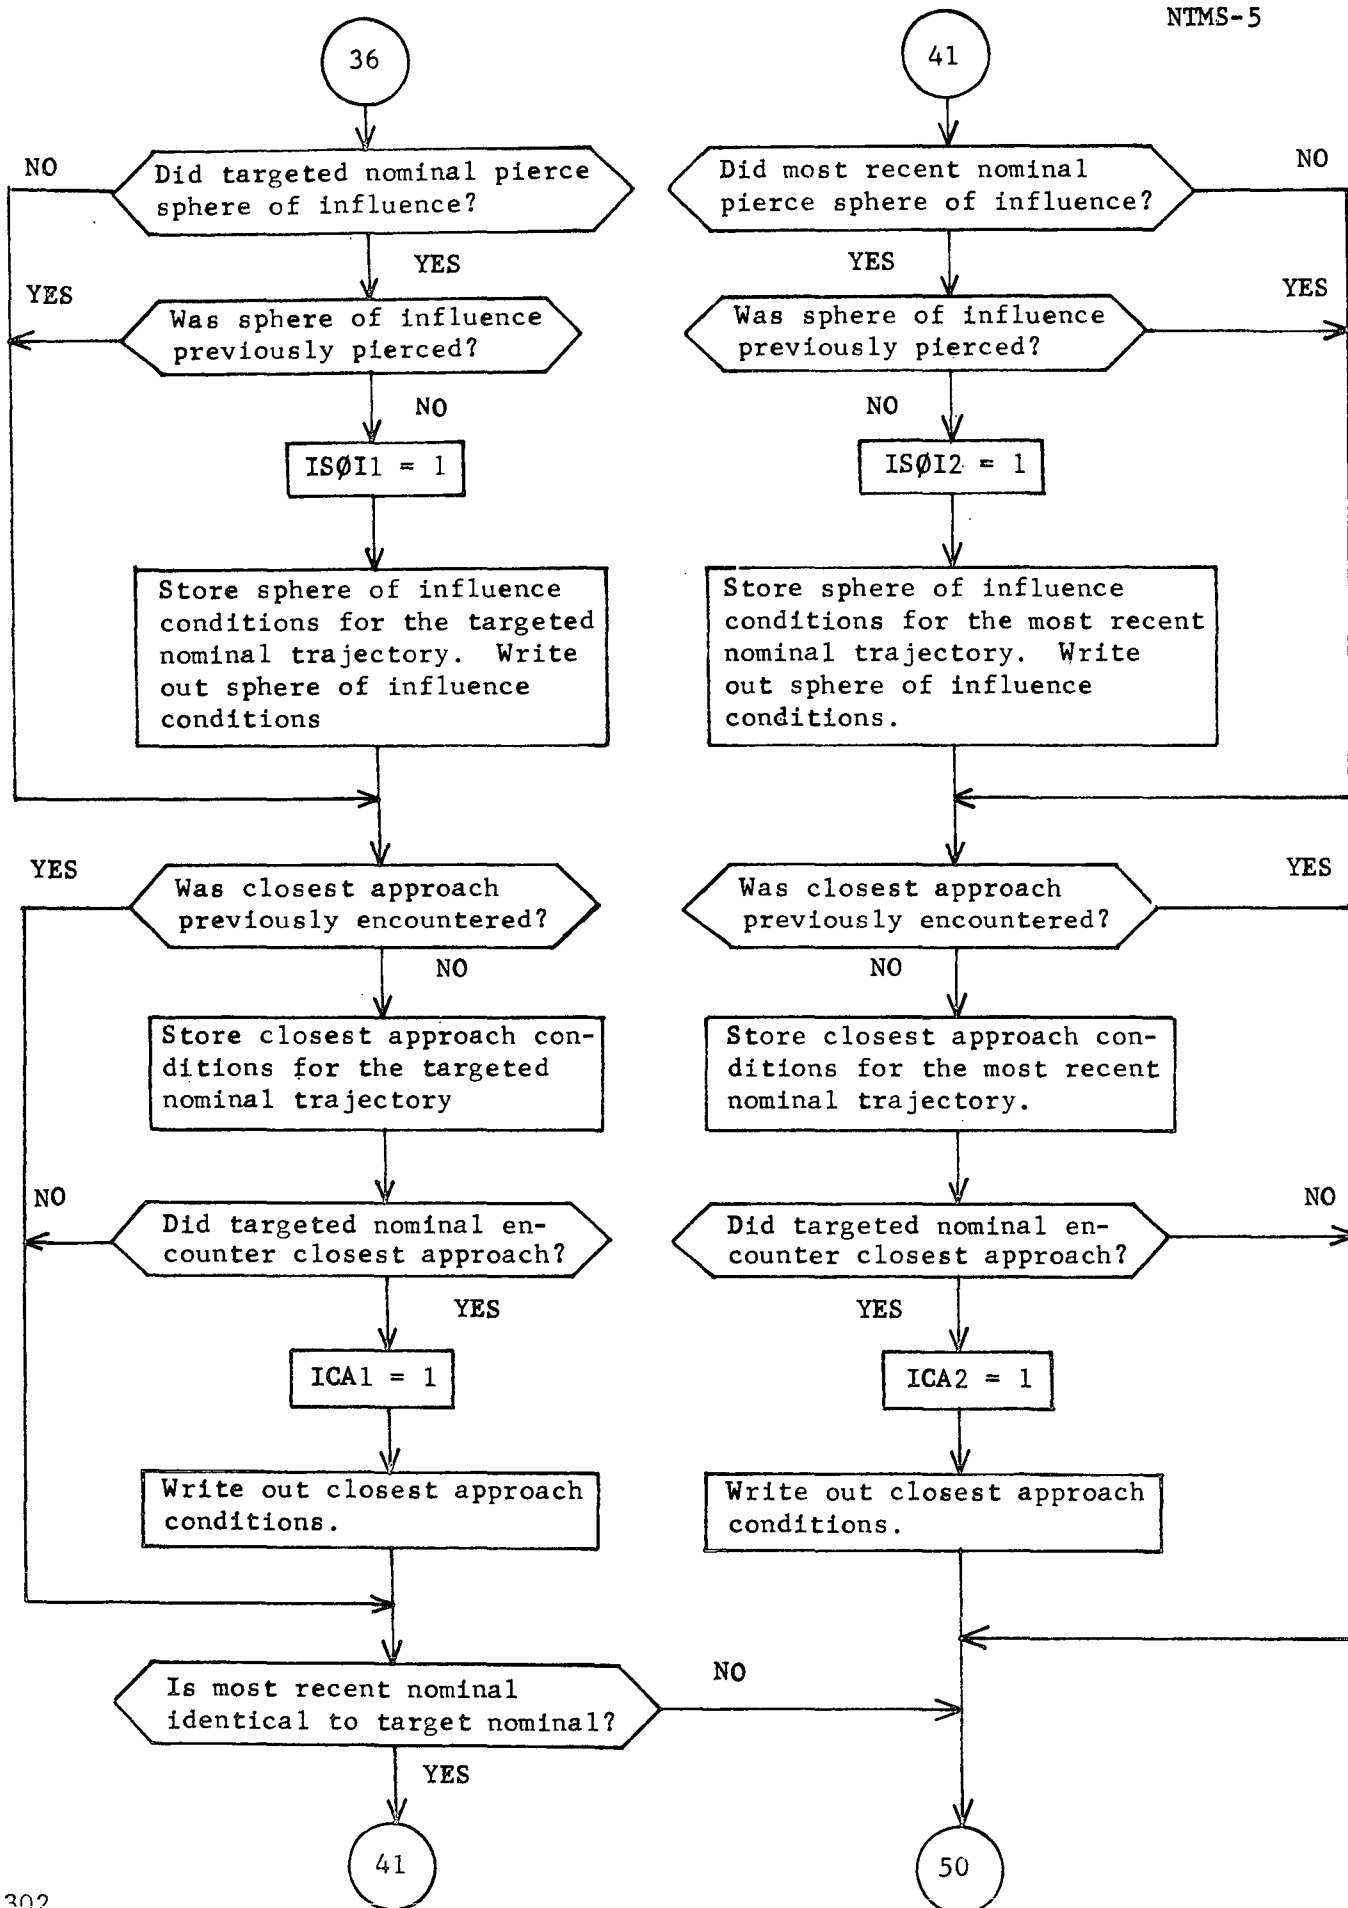 NTMS-5
36
NO
Did targeted nominal pierce
sphere of influence?
YES
YES
Was sphere of influence
previously pierced?
NO
ISØI1 = 1
Store sphere of influence
conditions for the targeted
nominal trajectory. Write
out sphere of influence
conditions
YES
Was closest approach
previously encountered?
NO
Store closest approach con-
ditions for the targeted
nominal trajectory
NO
Did targeted nominal en-
counter closest approach?
YES
ICA1 = 1
Write out closest approach
conditions.
Is most recent nominal
identical to target nominal?
NO
YES
41
41
Did most recent nominal
pierce sphere of influence?
NO
YES
YES
Was sphere of influence
previously pierced?
NO
ISØI2 = 1
Store sphere of influence
conditions for the most recent
nominal trajectory. Write
out sphere of influence
conditions.
Was closest approach
previously encountered?
YES
NO
Store closest approach con-
ditions for the most recent
nominal trajectory.
Did targeted nominal en-
counter closest approach?
NO
YES
ICA2 = 1
Write out closest approach
conditions.
50
302